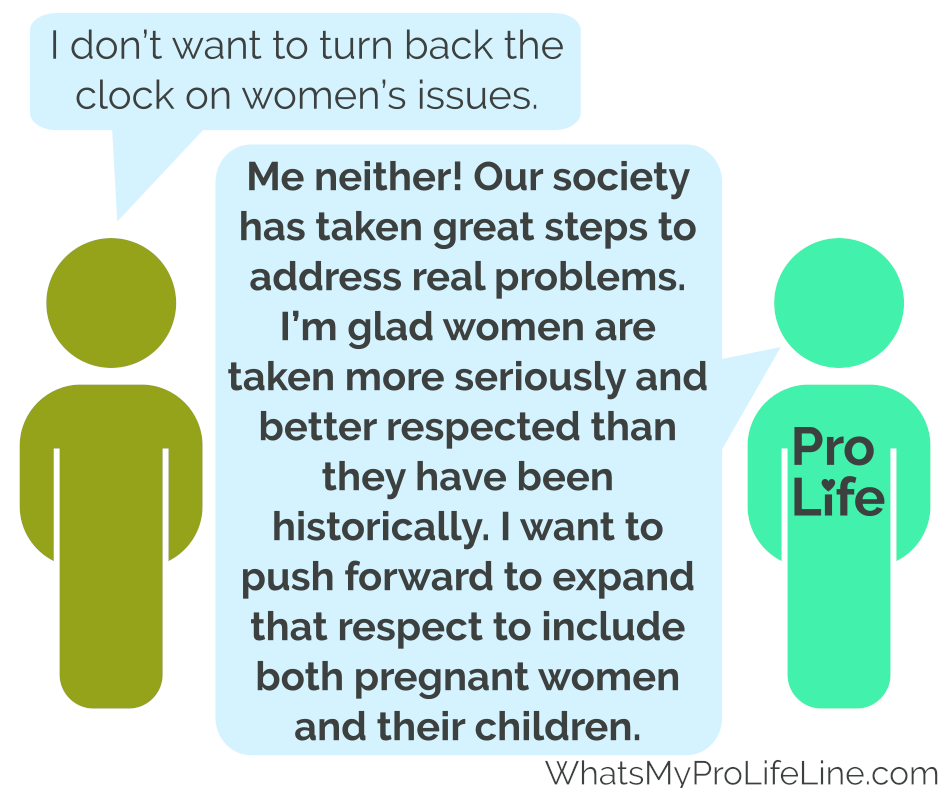 I don’t want to turn back the
clock on women’s issues.
Me neither! Our society
has taken great steps to
address real problems.
I’m glad women are
taken more seriously and
better respected than
they have been
historically. I want to
push forward to expand
that respect to include
both pregnant women
and their children.
Pro
Life
WhatsMyProLifeLine.com